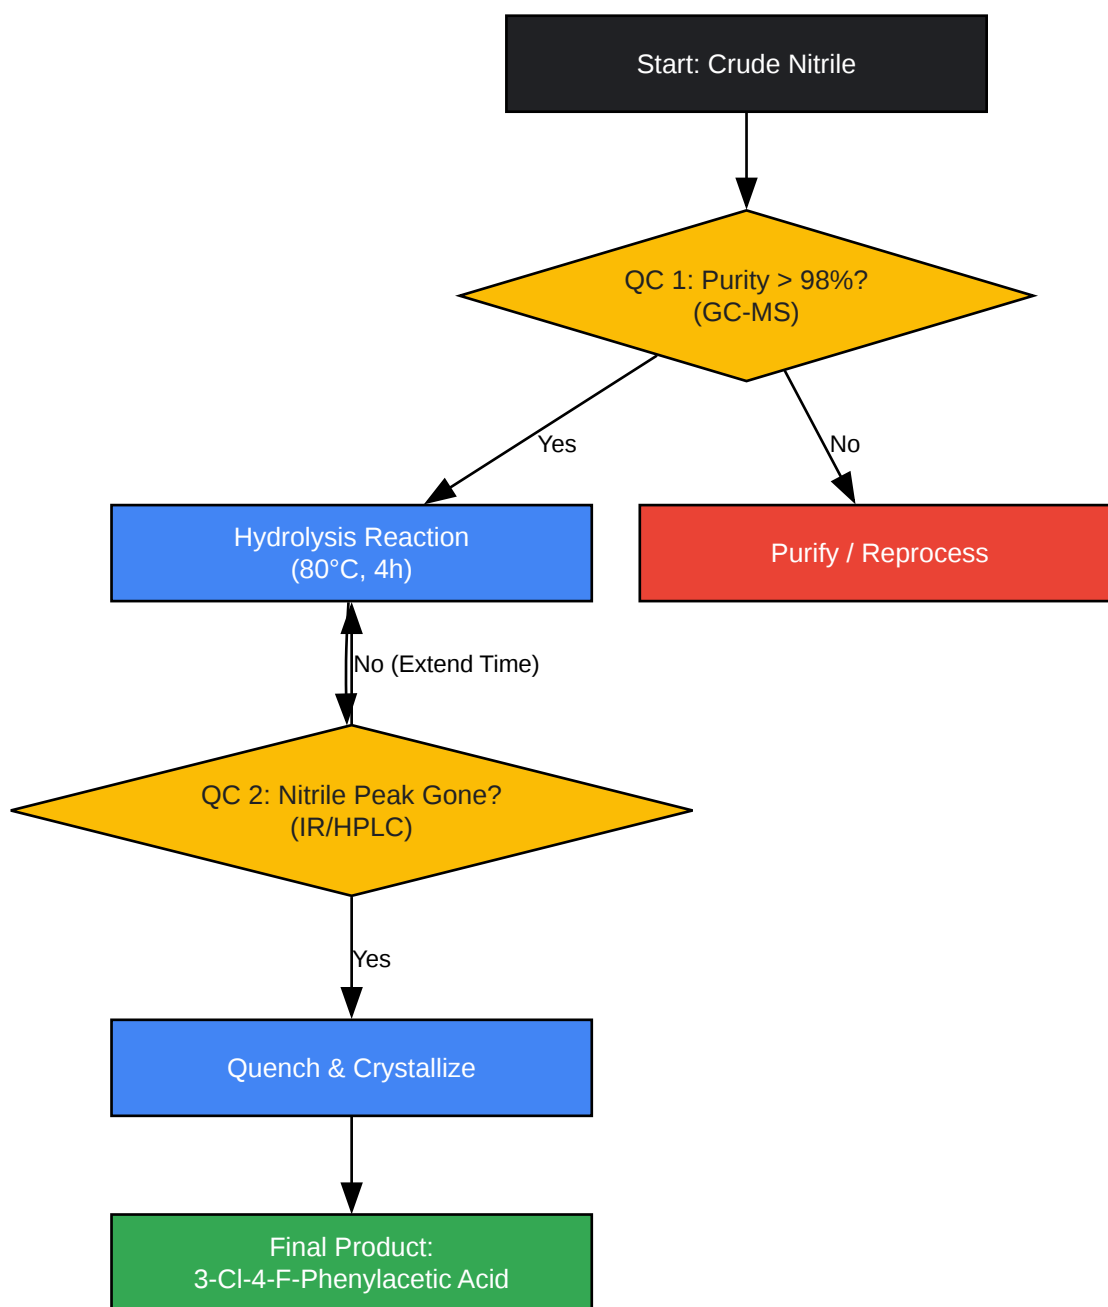 Start: Crude Nitrile
QC 1: Purity > 98%?
(GC-MS)
Yes
No
Hydrolysis Reaction
(80°C, 4h)
Purify / Reprocess
No (Extend Time)
QC 2: Nitrile Peak Gone?
(IR/HPLC)
Yes
Quench & Crystallize
Final Product:
3-Cl-4-F-Phenylacetic Acid